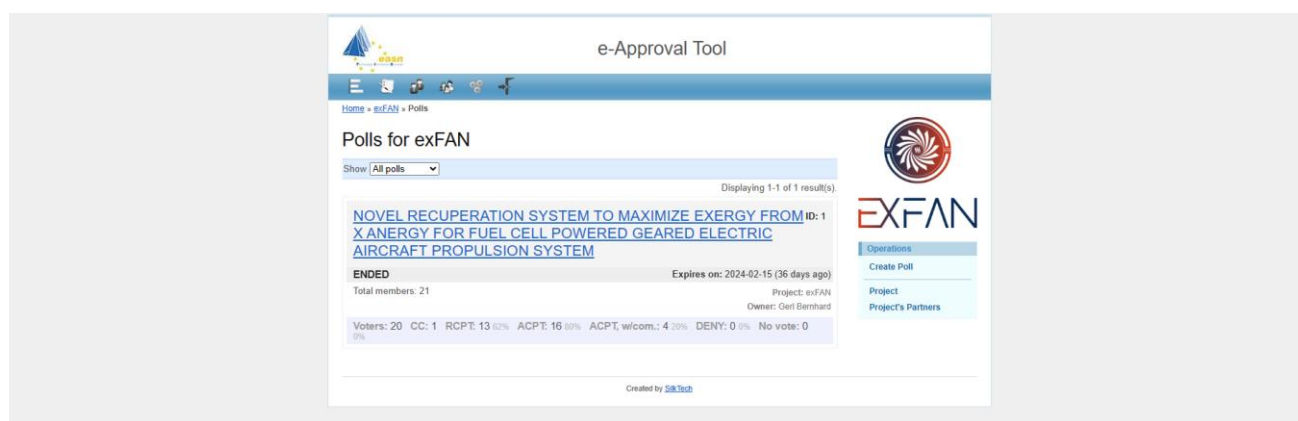 easn
e-Approval Tool
Home » exFAN » Polls
Polls for exFAN
Show All polls
Displaying 1-1 of 1 result(s).
NOVEL RECUPERATION SYSTEM TO MAXIMIZE EXERGY FROM ID: 1
X ANERGY FOR FUEL CELL POWERED GEARED ELECTRIC
AIRCRAFT PROPULSION SYSTEM
ENDED Expires on: 2024-02-15 (36 days ago)
Total members: 21 Project: exFAN
Owner: Gerl Bernhard
Voters: 20 CC: 1 RCPT: 13 62% ACPT: 16 80% ACPT, w/com.: 4 20% DENY: 0 0% No vote: 0
0%
EXFAN
Operations
Create Poll
Project
Project's Partners
Created by SilkTech